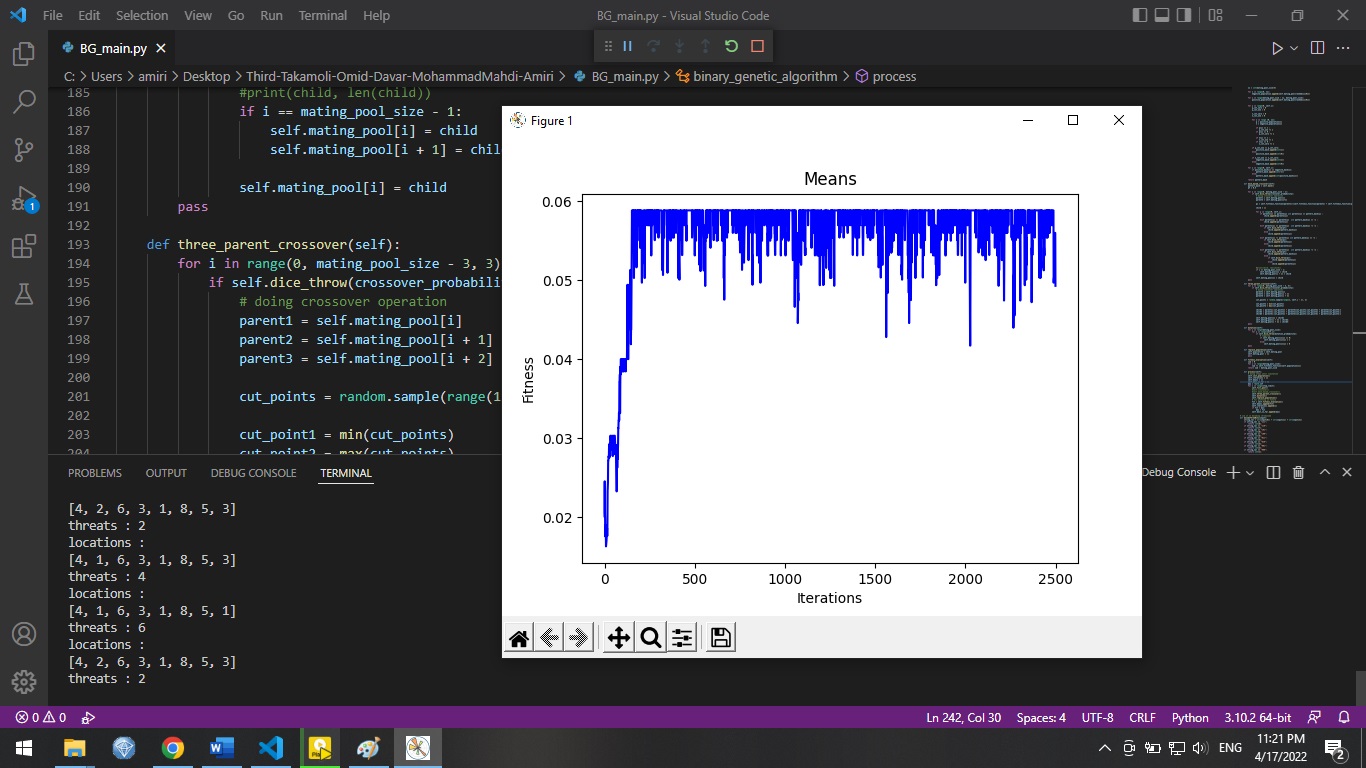 File Edit Selection View Go Run Terminal Help BG_main.py - Visual Studio Code
BG_main.py
C: > Users > amiri > Desktop > Third-Takamoli-Omid-Davar-MohammadMahdi-Amiri > BG_main.py > binary_genetic_algorithm > process
185 #print(child, len(child))
186 if i == mating_pool_size - 1:
187 self.mating_pool[i] = child
188 self.mating_pool[i + 1] = chil
189
190 self.mating_pool[i] = child
191 pass
192
193 def three_parent_crossover(self):
194 for i in range(0, mating_pool_size - 3, 3)
195 if self.dice_throw(crossover_probabili
196 # doing crossover operation
197 parent1 = self.mating_pool[i]
198 parent2 = self.mating_pool[i + 1]
199 parent3 = self.mating_pool[i + 2]
200
201 cut_points = random.sample(range(1
202
203 cut_point1 = min(cut_points)
204 cut_point2 = max(cut_points)
Figure 1
Means
0.06
0.05
0.04
0.03
0.02
Fitness
0 500 1000 1500 2000 2500
Iterations
PROBLEMS OUTPUT DEBUG CONSOLE TERMINAL
Debug Console
[4, 2, 6, 3, 1, 8, 5, 3]
threats : 2
locations :
[4, 1, 6, 3, 1, 8, 5, 3]
threats : 4
locations :
[4, 1, 6, 3, 1, 8, 5, 1]
threats : 6
locations :
[4, 2, 6, 3, 1, 8, 5, 3]
threats : 2
1
0 0 Ln 242, Col 30 Spaces: 4 UTF-8 CRLF Python 3.10.2 64-bit
ENG 11:21 PM
4/17/2022
2